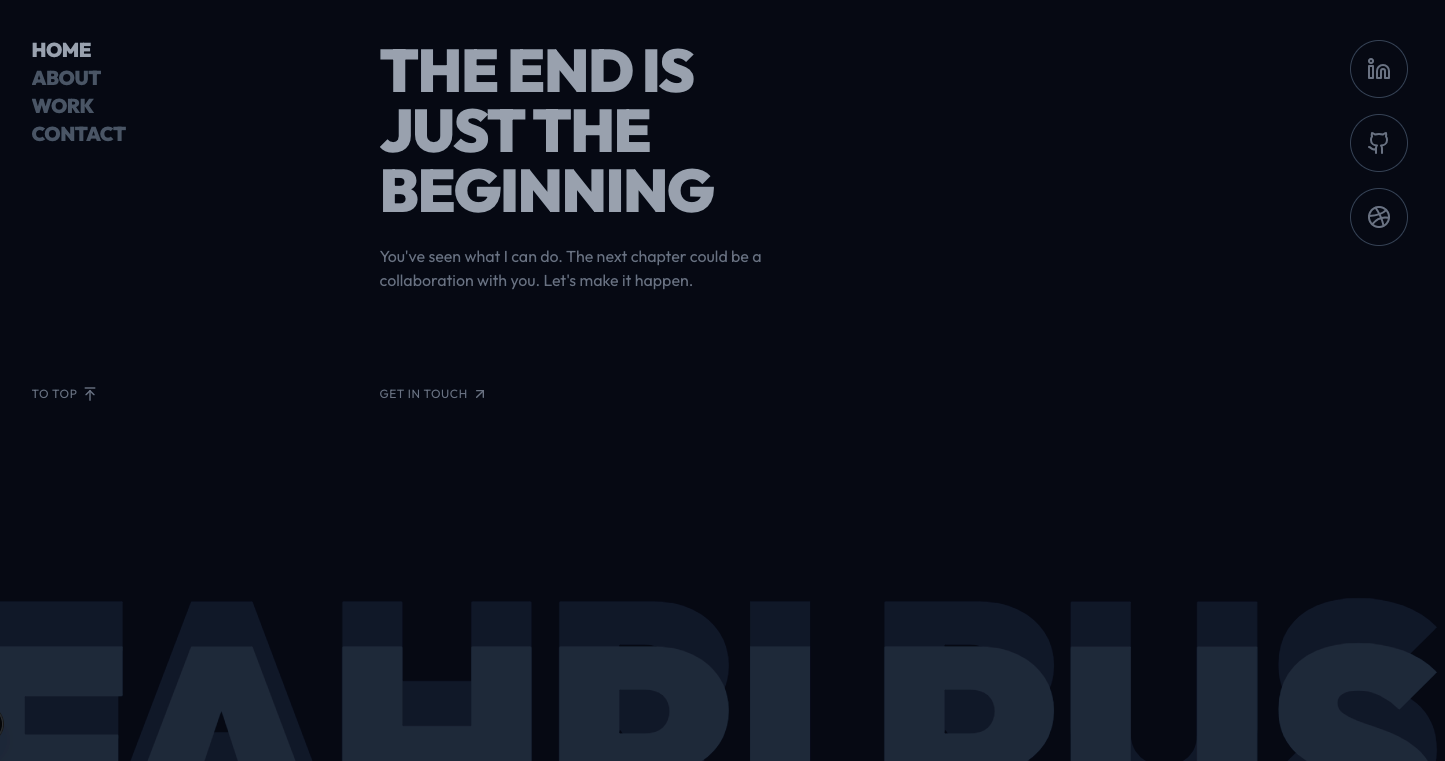 HOME
ABOUT
WORK
CONTACT
THE END IS
JUST THE
BEGINNING
You've seen what I can do. The next chapter could be a
collaboration with you. Let's make it happen.
TO TOP
GET IN TOUCH